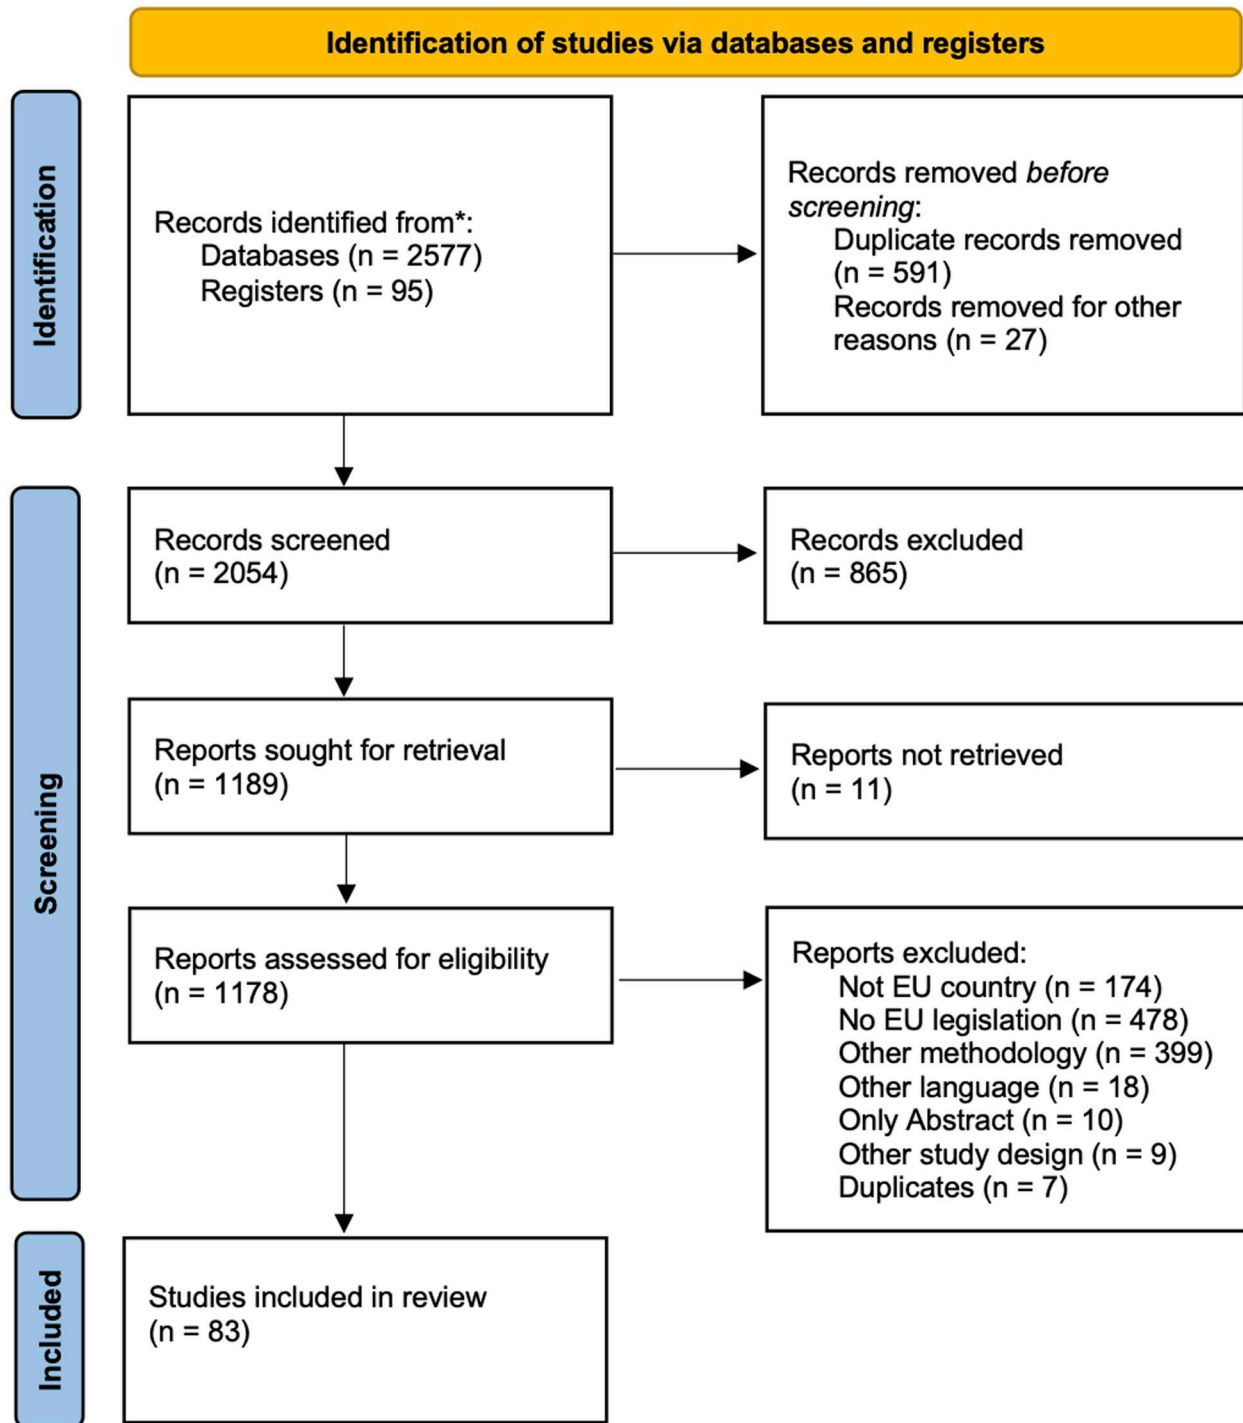 Identification of studies via databases and registers
Identification
Records identified from*:
Databases (n = 2577)
Registers (n = 95)
Records removed before
screening:
Duplicate records removed
(n = 591)
Records removed for other
reasons (n = 27)
Screening
Records screened
(n = 2054)
Records excluded
(n = 865)
Reports sought for retrieval
(n = 1189)
Reports not retrieved
(n = 11)
Reports assessed for eligibility
(n = 1178)
Reports excluded:
Not EU country (n = 174)
No EU legislation (n = 478)
Other methodology (n = 399)
Other language (n = 18)
Only Abstract (n = 10)
Other study design (n = 9)
Duplicates (n = 7)
Included
Studies included in review
(n = 83)